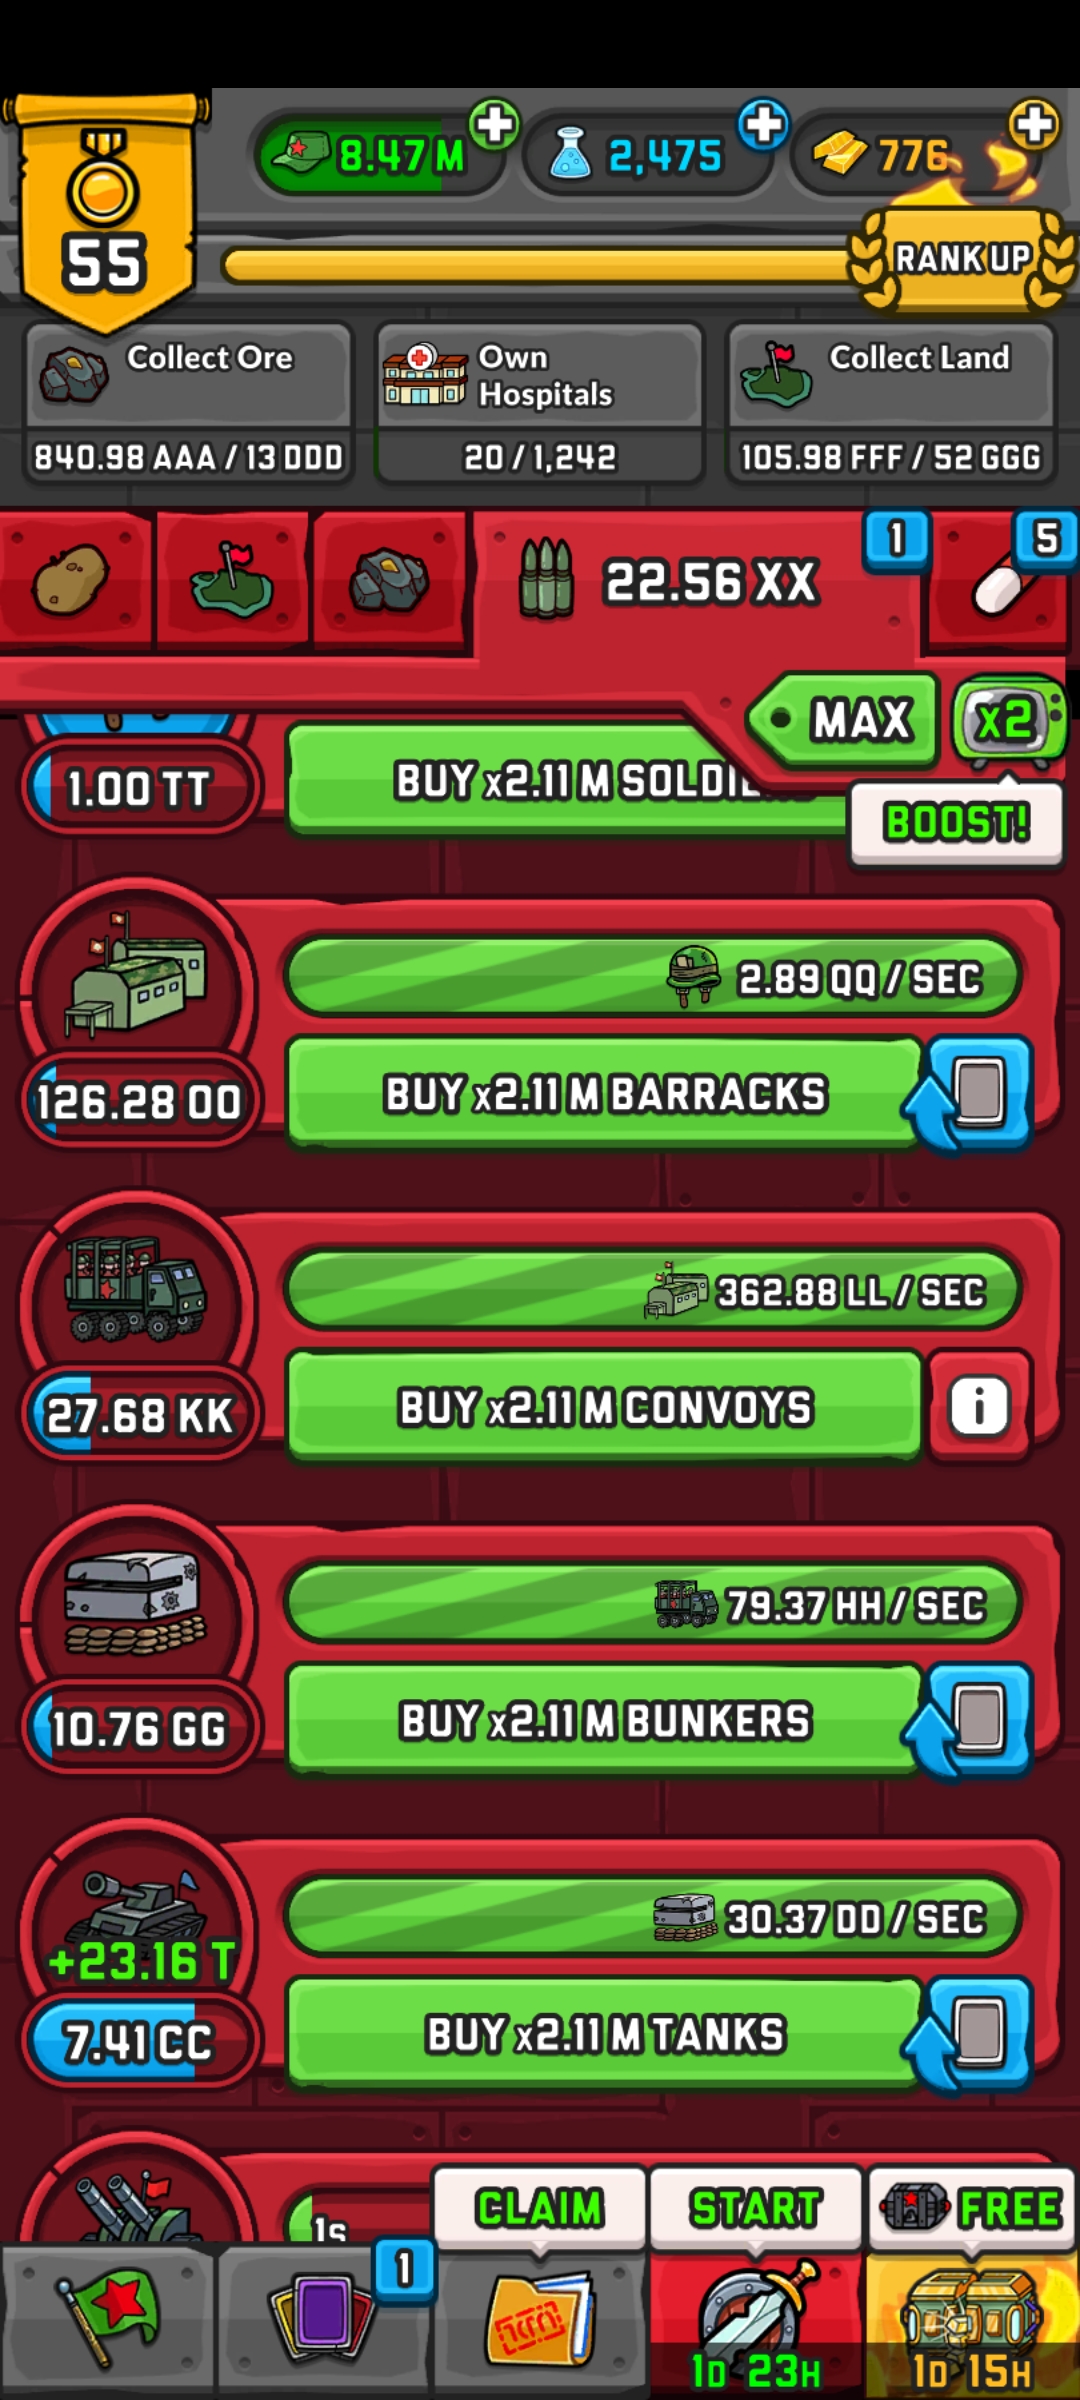 8.47 M
2,475
776
55
RANK UP
Collect Ore
840.98 AAA / 13 DDD
Own
Hospitals
20 / 1,242
Collect Land
105.98 FFF / 52 GGG
22.56 XX
1
5
MAX
x2
1.00 TT
BUY x2.11 M
BOOST!
2.89 QQ / SEC
126.28 OO
BUY x2.11 M BARRACKS
362.88 LL / SEC
27.68 KK
BUY x2.11 M CONVOYS
i
79.37 HH / SEC
10.76 GG
BUY x2.11 M BUNKERS
30.37 DD / SEC
+23.16 T
7.41 CC
BUY x2.11 M TANKS
1s
CLAIM
START
FREE
1
1D 23H
1D 15H